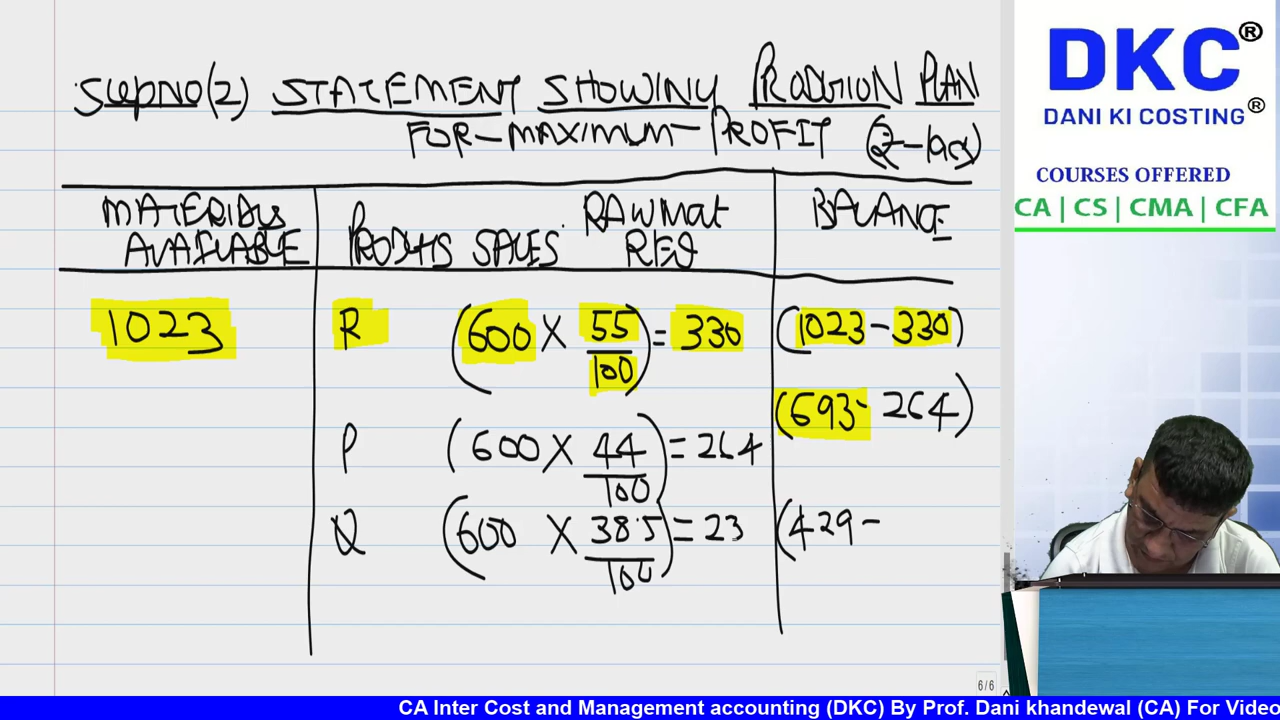 StepNo(2) STATEMENT SHOWING PRODUTION PLAN
FOR-MAXIMUM-PROFIT (₹-lacs)
MATERIALS AVAILABLE PRODUTS SALES RAW Mat REQ BALANCE
1023 R (600 X 55/100) = 330 (1023-330)
(693- 264)
P (600 X 44/100) = 264
Q (600 X 38.5/100) = 23 (429-
6/6
DKC®
DANI KI COSTING®
COURSES OFFERED
CA | CS | CMA | CFA
CA Inter Cost and Management accounting (DKC) By Prof. Dani khandewal (CA) For Video